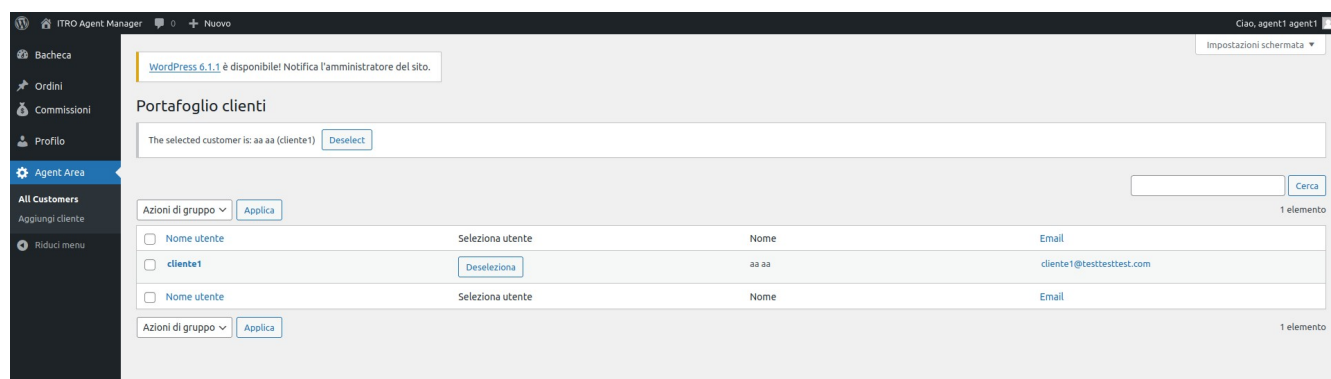 ITRO Agent Manager 0 + Nuovo Ciao, agent1 agent1
Impostazioni schermata ▼
Bacheca
Ordini
Commissioni
Profilo
Agent Area
All Customers
Aggiungi cliente
Riduci menu
WordPress 6.1.1 è disponibile! Notifica l'amministratore del sito.
Portafoglio clienti
The selected customer is: aa aa (cliente1) Deselect
Cerca
Azioni di gruppo Applica 1 elemento
Nome utente Seleziona utente Nome Email
cliente1 Deseleziona aa aa cliente1@testtesttest.com
Nome utente Seleziona utente Nome Email
Azioni di gruppo Applica 1 elemento